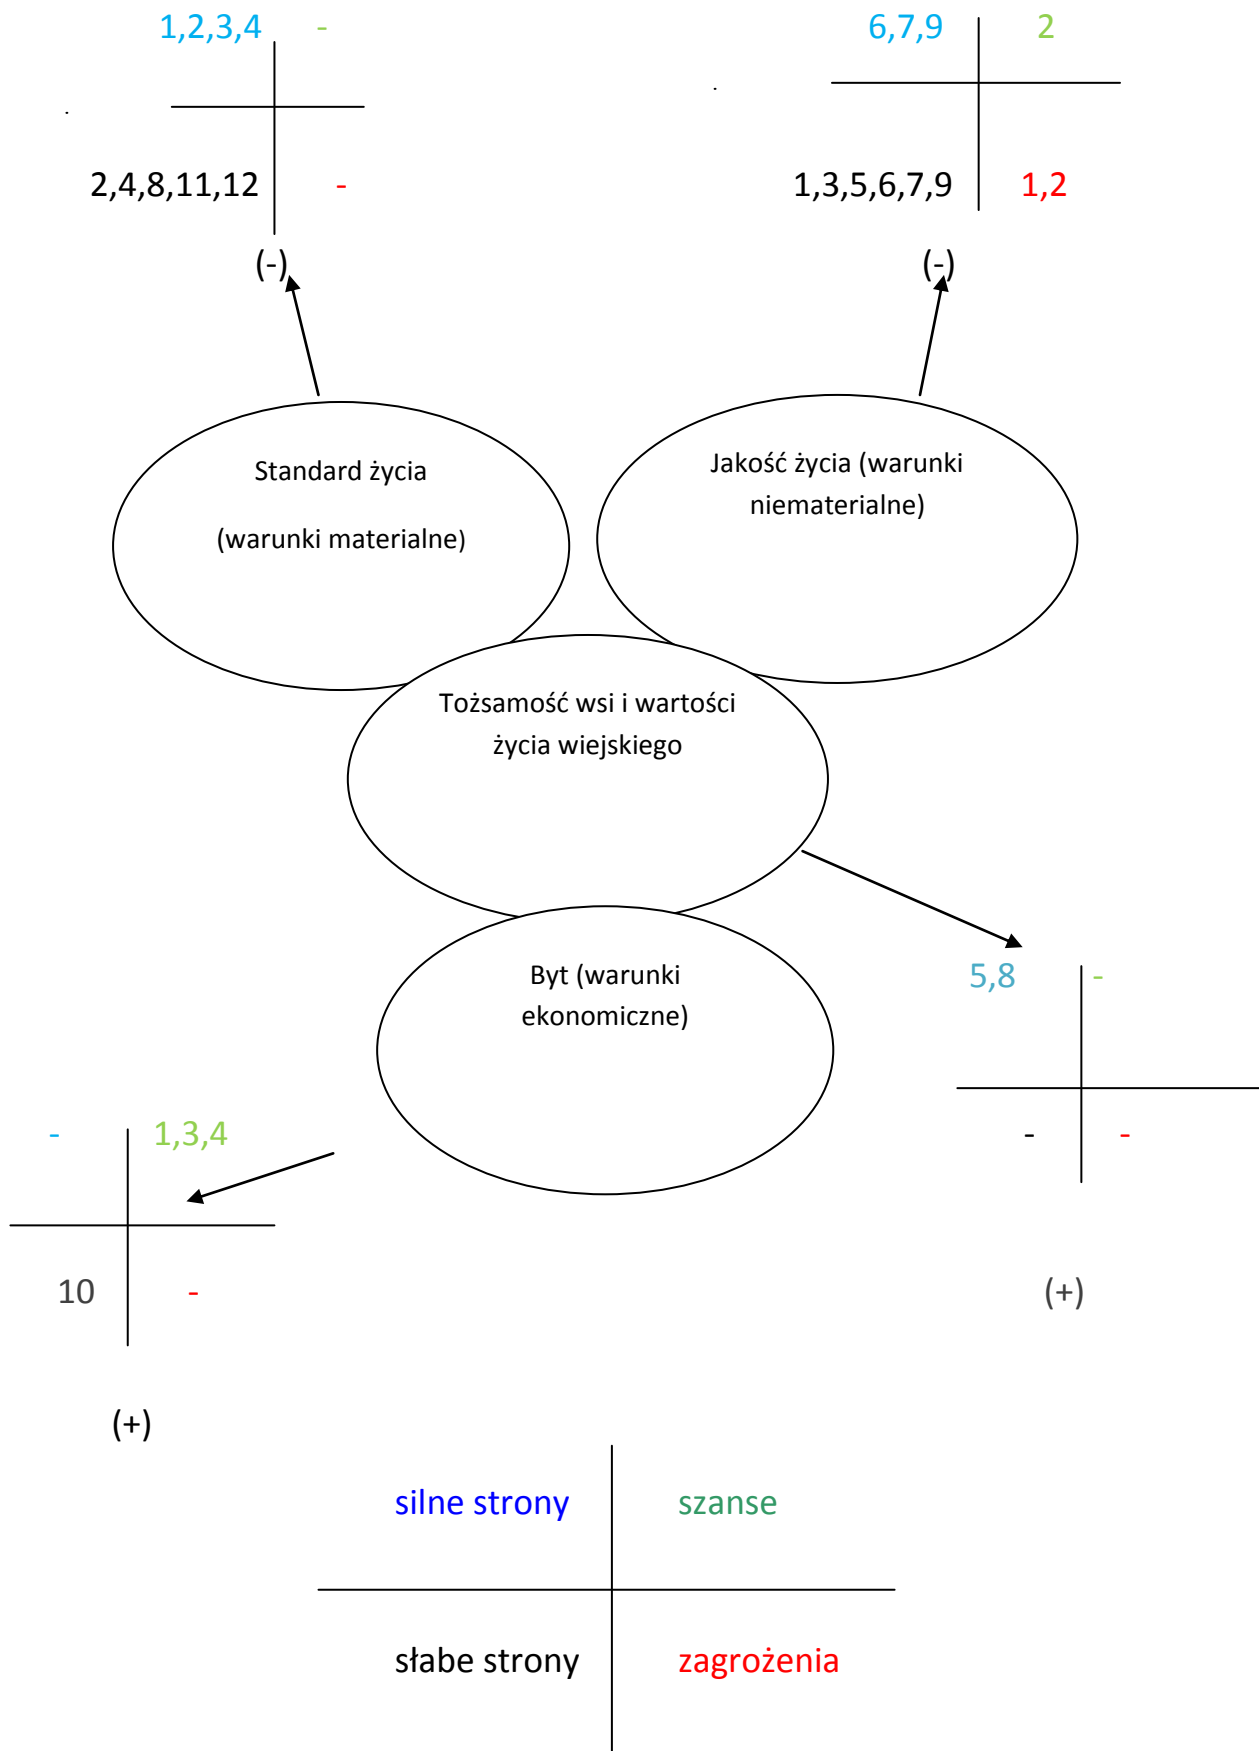 1,2,3,4 -
6,7,9 2
2,4,8,11,12 -
1,3,5,6,7,9 1,2
(-)
(-)
Standard życia
(warunki materialne)
Jakość życia (warunki
niematerialne)
Tożsamość wsi i wartości
życia wiejskiego
Byt (warunki
ekonomiczne)
5,8 -
- -
(+)
- 1,3,4
10 -
(+)
silne strony szanse
słabe strony zagrożenia